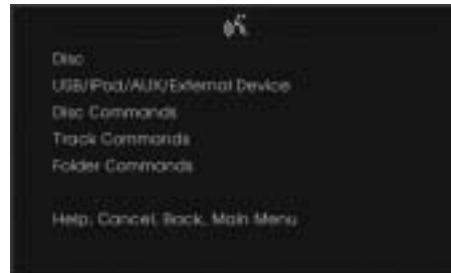 Disc
USB/iPod/AUX/External Device
Disc Commands
Track Commands
Folder Commands
Help, Cancel, Back, Main Menu